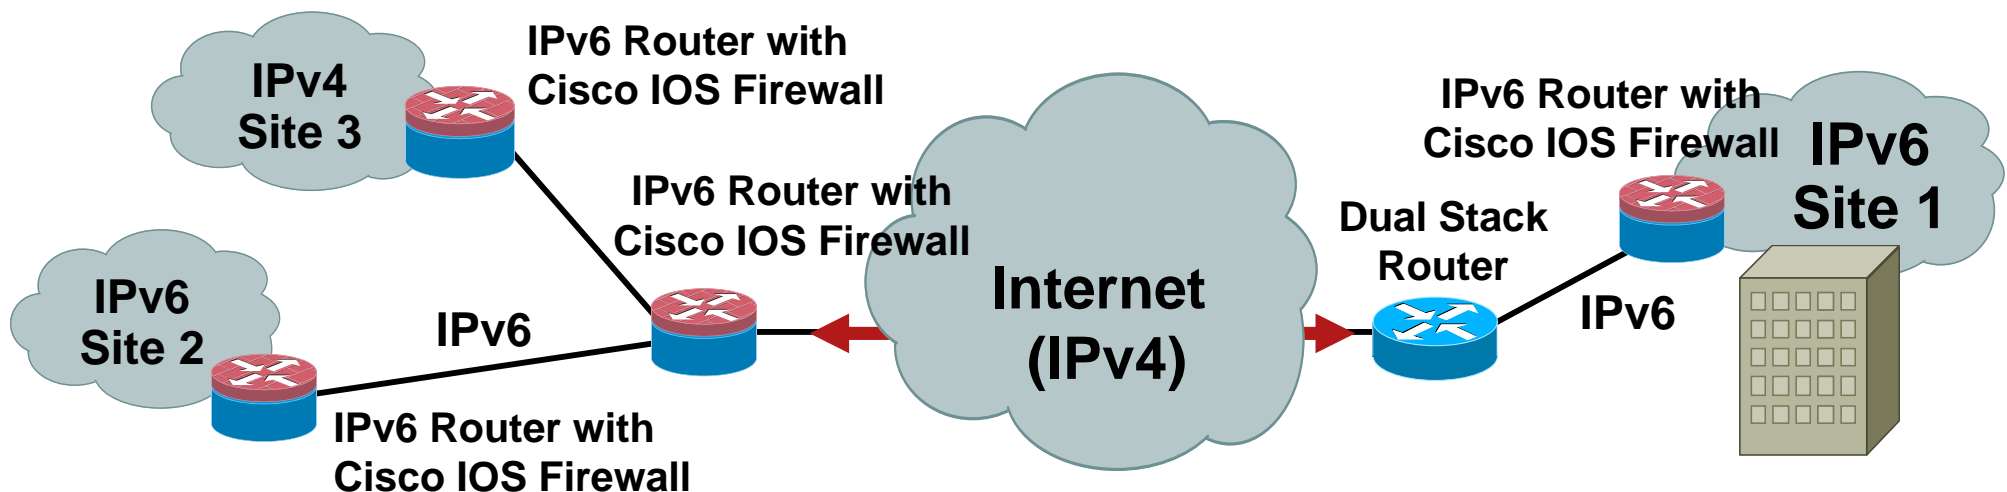 IPv6 Router with
Cisco IOS Firewall
IPv4
Site 3
IPv6 Router with
Cisco IOS Firewall
IPv6
Site 1
IPv6 Router with
Cisco IOS Firewall
Dual Stack
Router
Internet
(IPv4)
IPv6
Site 2
IPv6
IPv6
IPv6 Router with
Cisco IOS Firewall